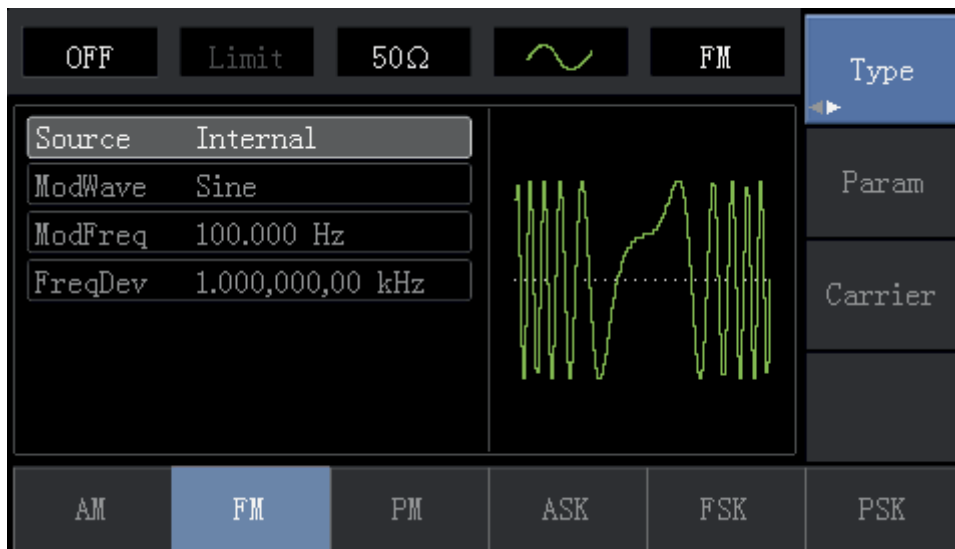 OFF Limit 50Ω FM Type
Source Internal
ModWave Sine
ModFreq 100.000 Hz
FreqDev 1.000,000,00 kHz
Param
Carrier
AM FM PM ASK FSK PSK